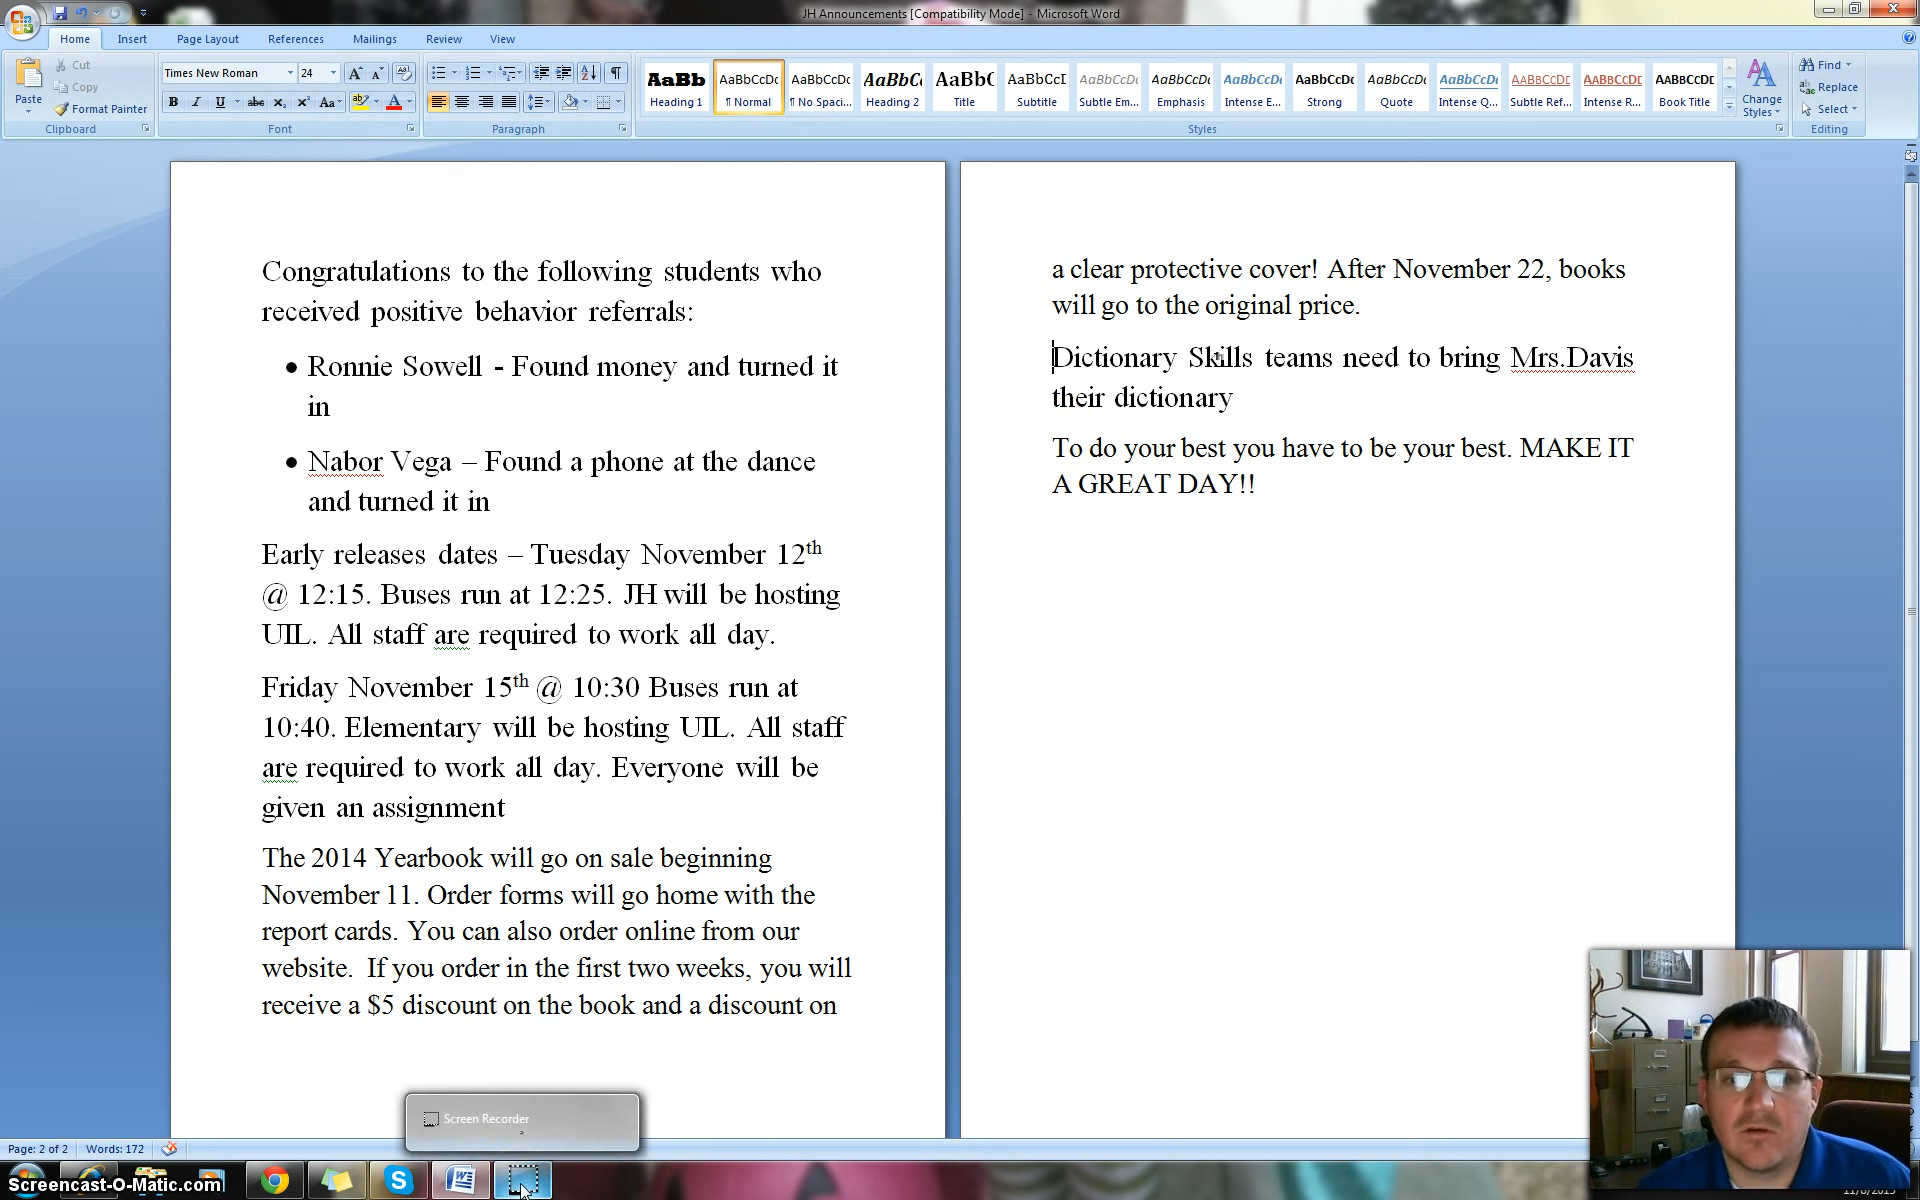 JH Announcements [Compatibility Mode] - Microsoft Word
Home Insert Page Layout References Mailings Review View
Paste Cut Copy Format Painter
Clipboard
Times New Roman 24
B I U abc x₂ x² Aa
Font
Paragraph
AaBb AaBbCcDc AaBbCcDc AaBbC AaBbC AaBbCcI AaBbCcDc AaBbCcDc AaBbCcDc AaBbCcDc AaBbCcDc AaBbCcDc AABBCCDE AABBCCDE AABBCCDE
Heading 1 ¶ Normal ¶ No Spaci... Heading 2 Title Subtitle Subtle Em... Emphasis Intense E... Strong Quote Intense Q... Subtle Ref... Intense R... Book Title
Styles
Change Styles
Find
Replace
Select
Editing
Congratulations to the following students who
received positive behavior referrals:
• Ronnie Sowell - Found money and turned it
in
• Nabor Vega – Found a phone at the dance
and turned it in
Early releases dates – Tuesday November 12th
@ 12:15. Buses run at 12:25. JH will be hosting
UIL. All staff are required to work all day.
Friday November 15th @ 10:30 Buses run at
10:40. Elementary will be hosting UIL. All staff
are required to work all day. Everyone will be
given an assignment
The 2014 Yearbook will go on sale beginning
November 11. Order forms will go home with the
report cards. You can also order online from our
website. If you order in the first two weeks, you will
receive a $5 discount on the book and a discount on
a clear protective cover! After November 22, books
will go to the original price.
Dictionary Skills teams need to bring Mrs.Davis
their dictionary
To do your best you have to be your best. MAKE IT
A GREAT DAY!!
Screen Recorder
Page: 2 of 2 Words: 172
Screencast-O-Matic.com
11/8/2013